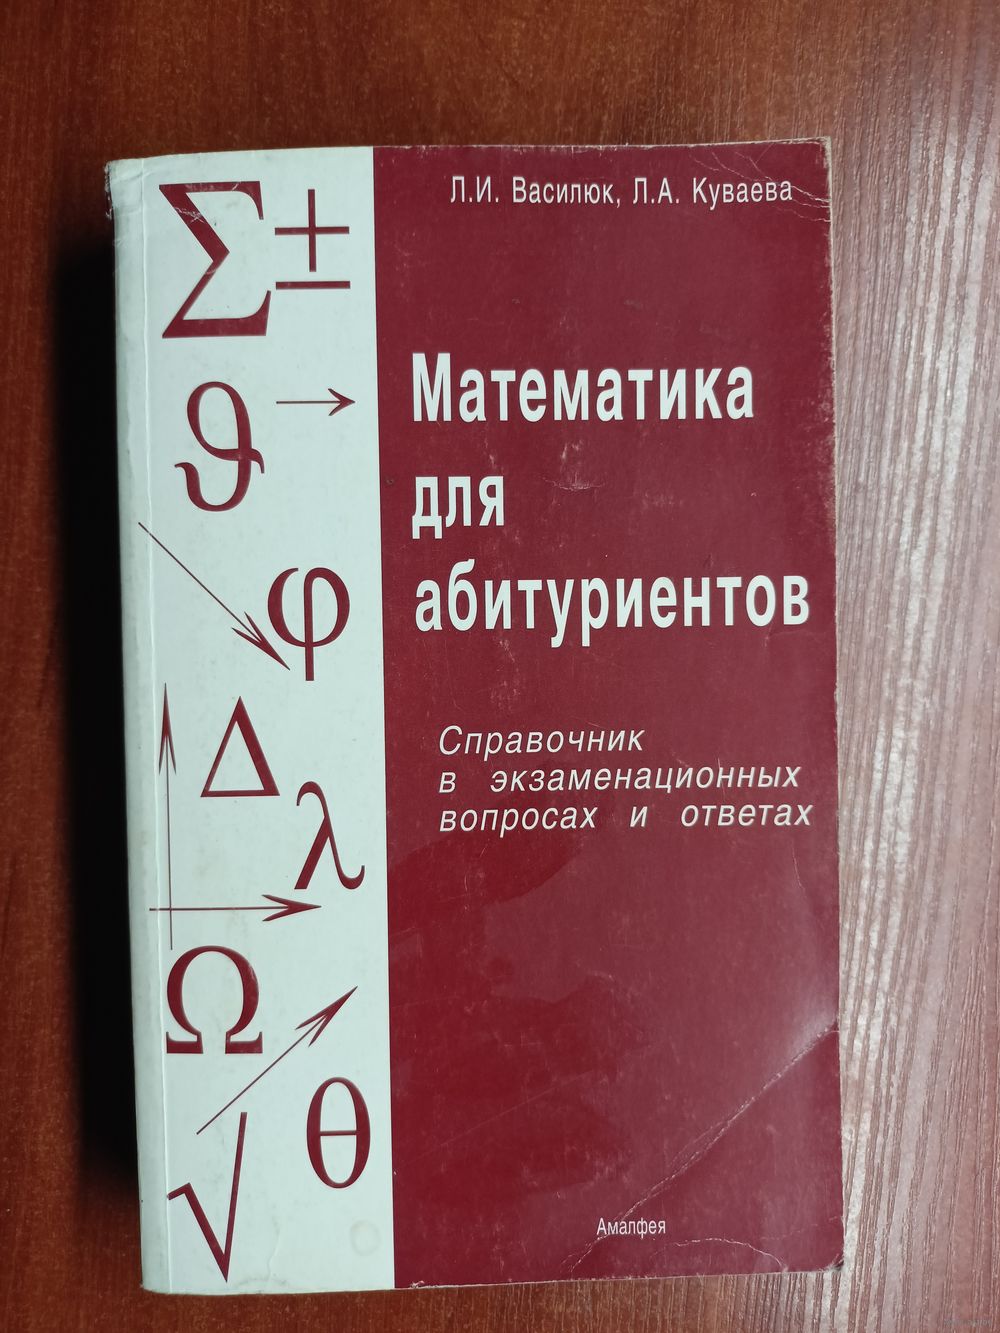 Л.И. Василюк, Л.А. Куваева
Математика
для
абитуриентов
Справочник
в экзаменационных
вопросах и ответах
Амалфея
Σ ±
ϑ →
φ
Δ
λ
Ω
θ
√